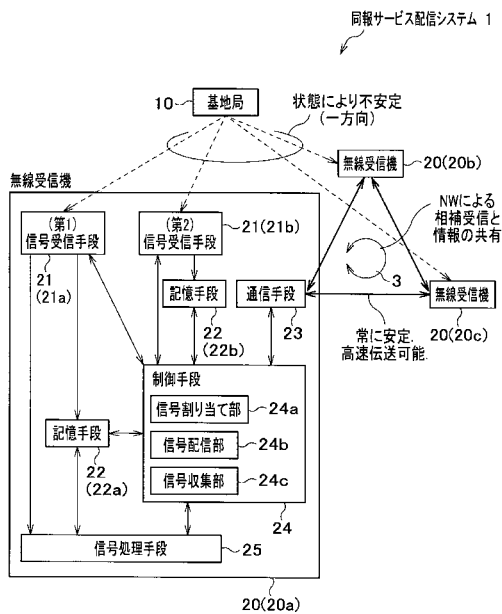 同報サービス配信システム 1
10
基地局
状態により不安定
(一方向)
無線受信機
20(20b)
無線受信機
(第1)
信号受信手段
21
(21a)
(第2)
信号受信手段
21(21b)
NWによる
相補受信と
情報の共有
3
記憶手段
22
(22b)
通信手段
23
無線受信機
20(20c)
常に安定.
高速伝送可能.
制御手段
信号割り当て部
24a
信号配信部
24b
信号収集部
24c
24
記憶手段
22
(22a)
信号処理手段
25
20(20a)